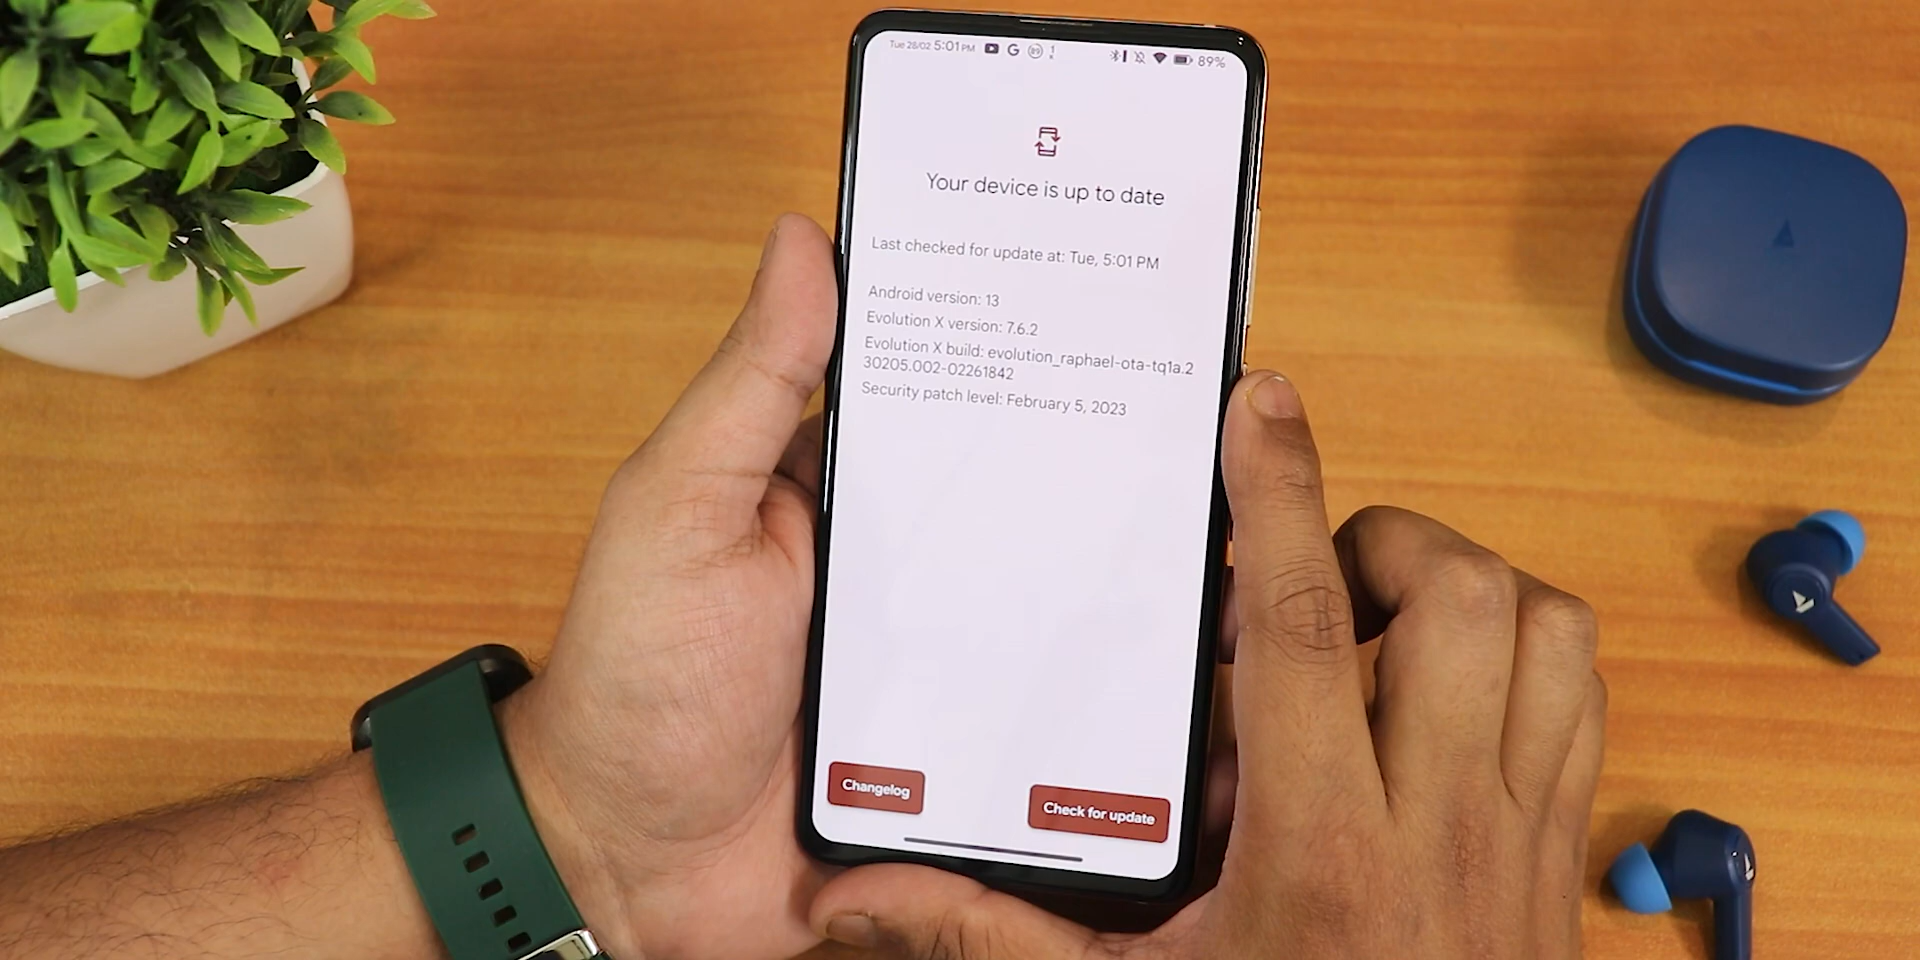 Tue 28/02 5:01PM 89 89%
Your device is up to date
Last checked for update at: Tue, 5:01 PM
Android version: 13
Evolution X version: 7.6.2
Evolution X build: evolution_raphael-ota-tq1a.2
30205.002-02261842
Security patch level: February 5, 2023
Changelog
Check for update